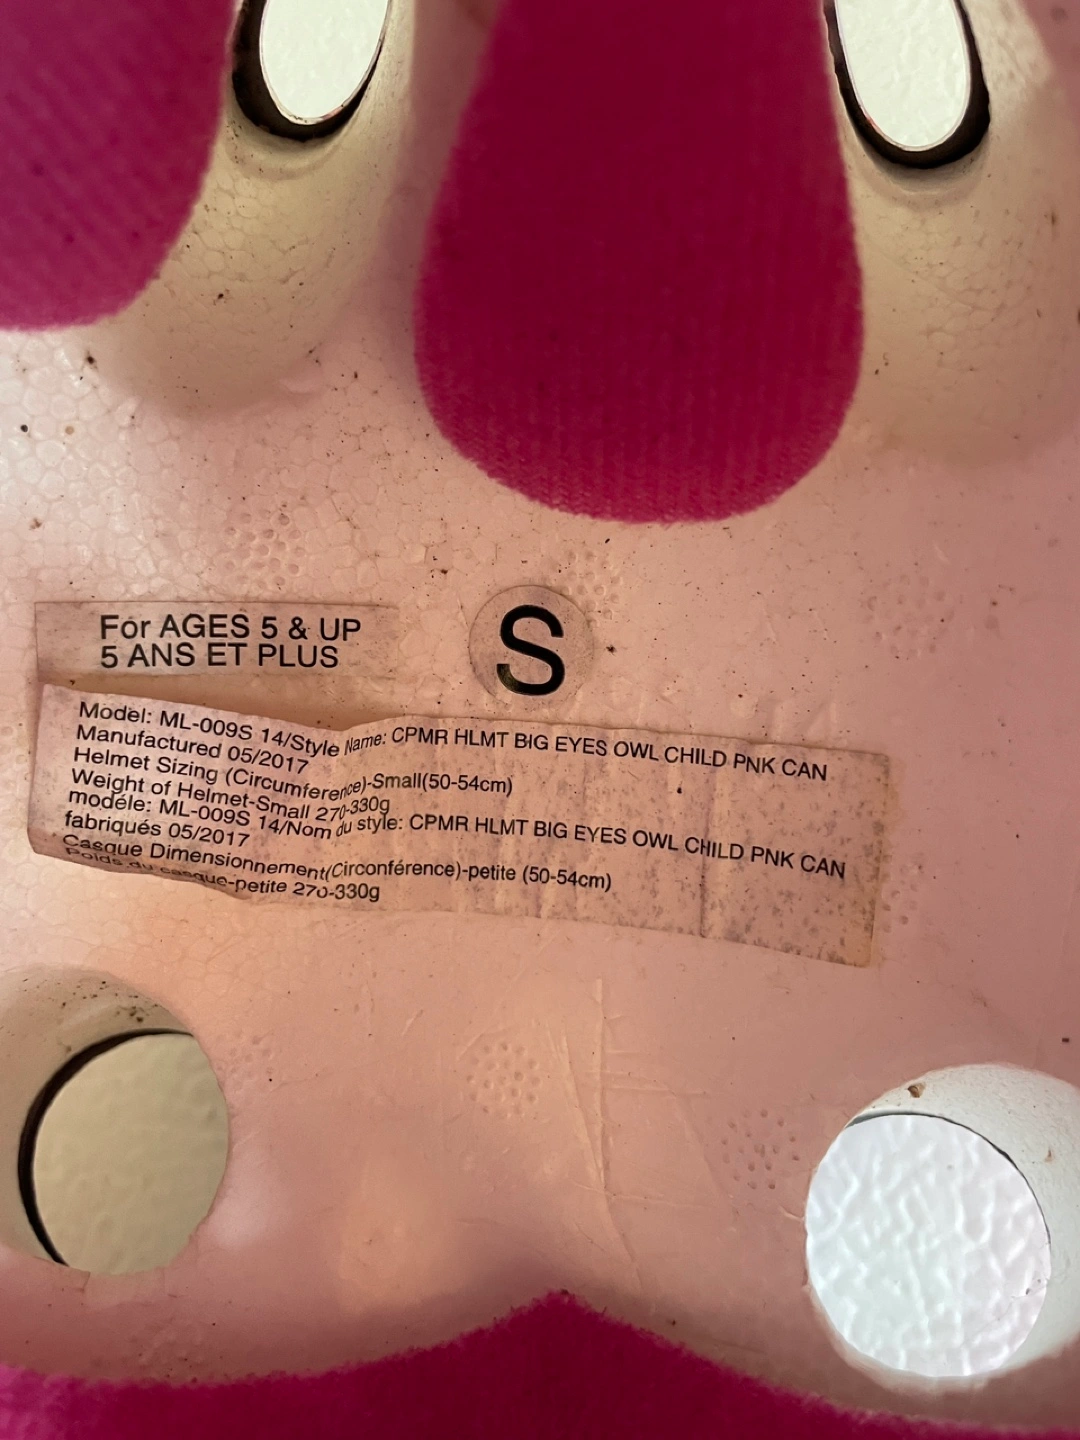 For AGES 5 & UP
5 ANS ET PLUS
S
Model: ML-009S 14/Style Name: CPMR HLMT BIG EYES OWL CHILD PNK CAN
Manufactured 05/2017
Helmet Sizing (Circumference)-Small(50-54cm)
Weight of Helmet-Small 270-330g
modéle: ML-009S 14/Nom du style: CPMR HLMT BIG EYES OWL CHILD PNK CAN
fabriqués 05/2017
Casque Dimensionnement(Circonférence)-petite (50-54cm)
Poids du casque-petite 270-330g